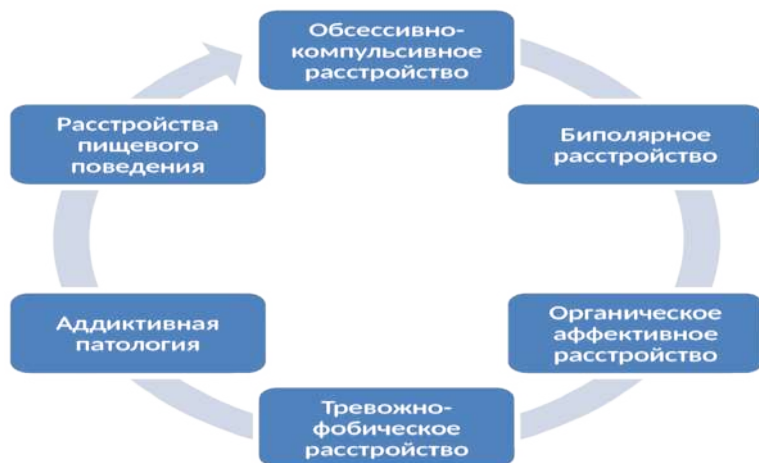 Обсессивно-
компульсивное
расстройство
Биполярное
расстройство
Органическое
аффективное
расстройство
Тревожно-
фобическое
расстройство
Аддиктивная
патология
Расстройства
пищевого
поведения